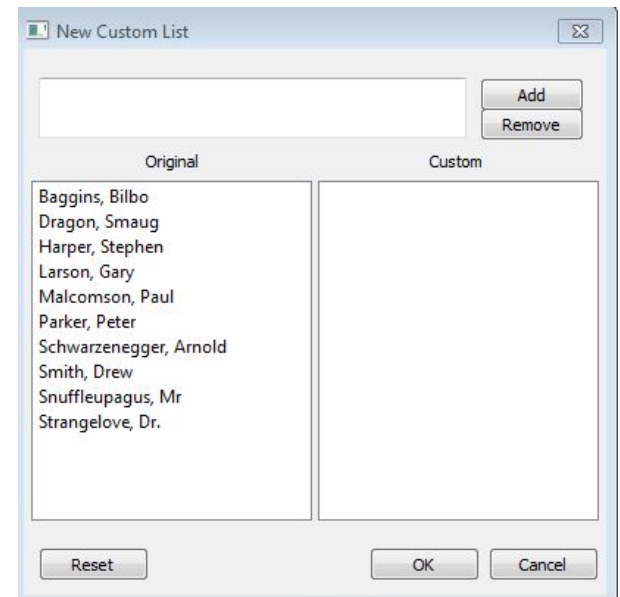 New Custom List
Add
Remove
Original Custom
Baggins, Bilbo
Dragon, Smaug
Harper, Stephen
Larson, Gary
Malcomson, Paul
Parker, Peter
Schwarzenegger, Arnold
Smith, Drew
Snuffleupagus, Mr
Strangelove, Dr.
Reset OK Cancel